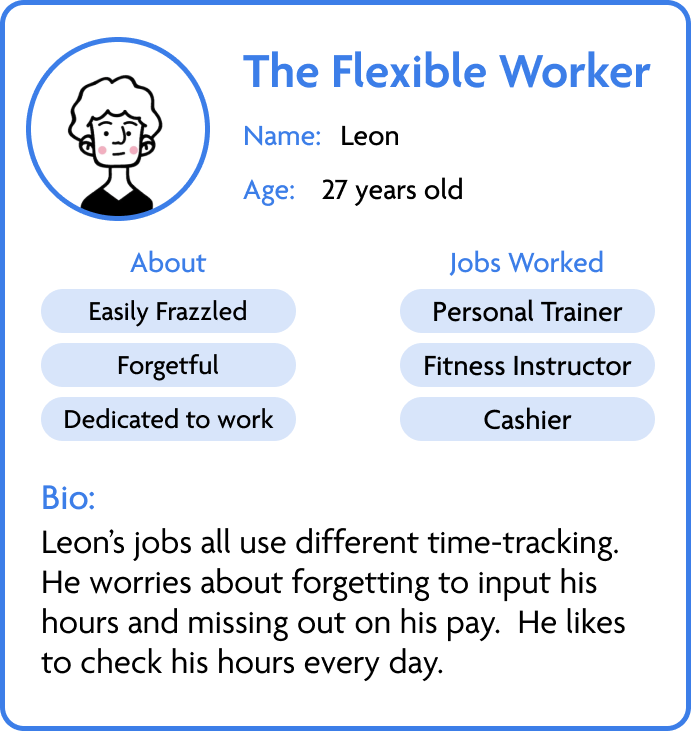 The Flexible Worker
Name: Leon
Age: 27 years old
About
Easily Frazzled
Forgetful
Dedicated to work
Jobs Worked
Personal Trainer
Fitness Instructor
Cashier
Bio:
Leon’s jobs all use different time-tracking.
He worries about forgetting to input his
hours and missing out on his pay.  He likes
to check his hours every day.